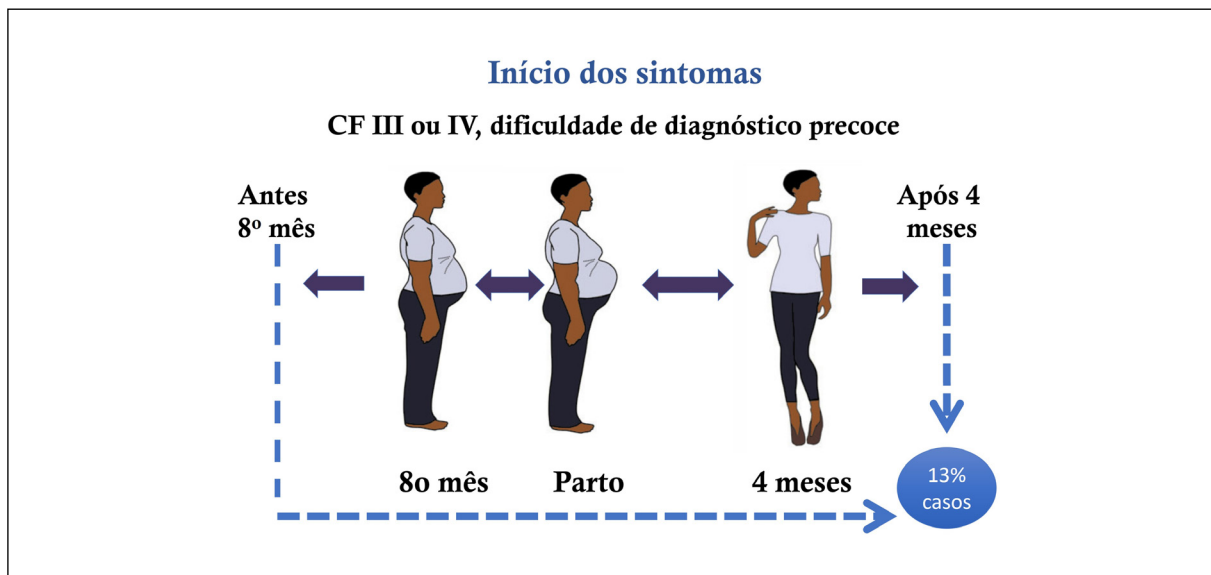 Início dos sintomas
CF III ou IV, dificuldade de diagnóstico precoce
Antes
8º mês
Após 4
meses
8o mês
Parto
4 meses
13%
casos